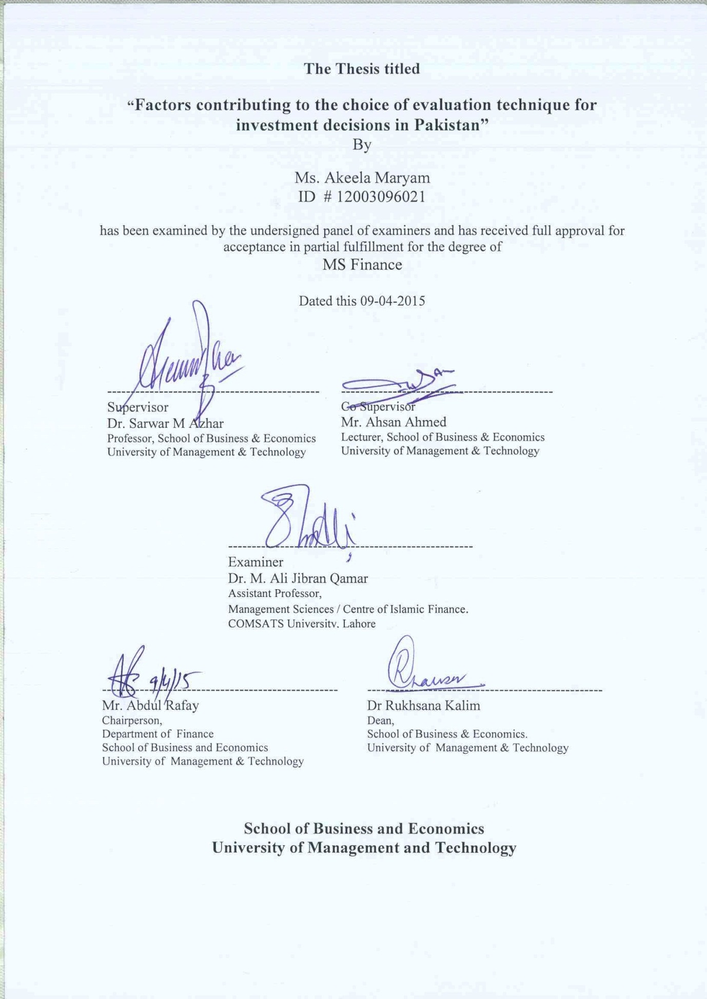 The Thesis titled
“Factors contributing to the choice of evaluation technique for
investment decisions in Pakistan”
By
Ms. Akeela Maryam
ID # 12003096021
has been examined by the undersigned panel of examiners and has received full approval for
acceptance in partial fulfillment for the degree of
MS Finance
Dated this 09-04-2015
Supervisor
Dr. Sarwar M Azhar
Professor, School of Business & Economics
University of Management & Technology
Co Supervisor
Mr. Ahsan Ahmed
Lecturer, School of Business & Economics
University of Management & Technology
Examiner
Dr. M. Ali Jibran Qamar
Assistant Professor,
Management Sciences / Centre of Islamic Finance.
COMSATS University. Lahore
9/4/15
Mr. Abdul Rafay
Chairperson,
Department of Finance
School of Business and Economics
University of Management & Technology
Dr Rukhsana Kalim
Dean,
School of Business & Economics.
University of Management & Technology
School of Business and Economics
University of Management and Technology